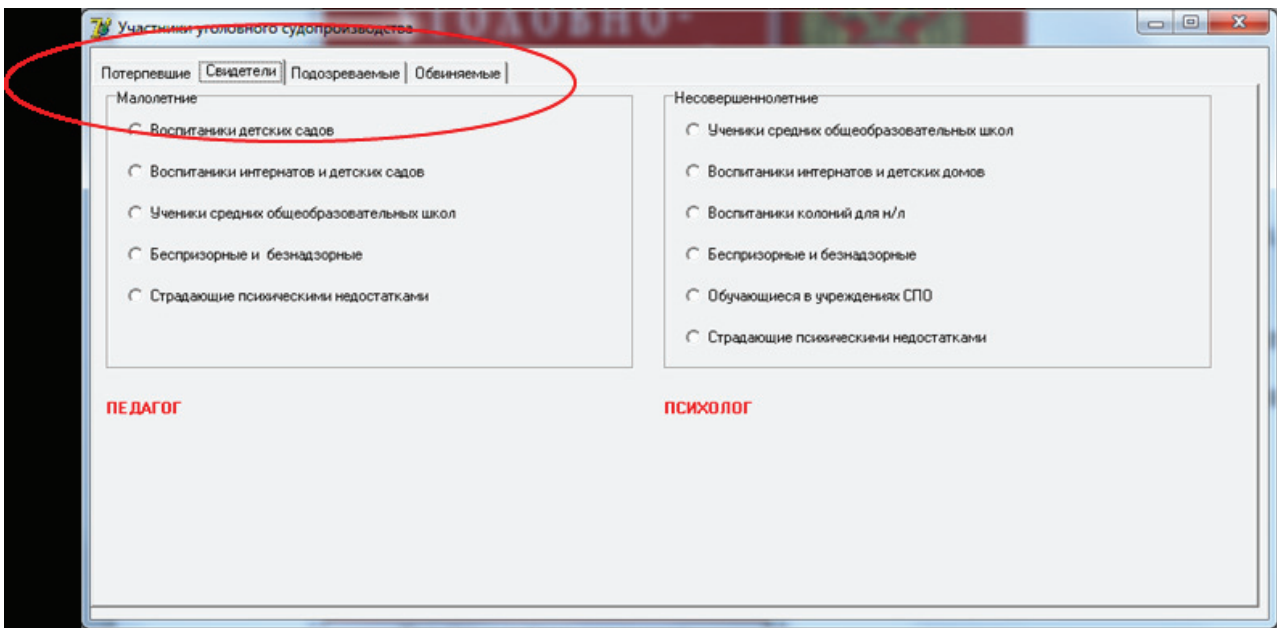 УГОЛОВНО-
Участники уголовного судопроизводства
Потерпевшие Свидетели Подозреваемые Обвиняемые
Малолетние
Воспитаники детских садов
Воспитаники интернатов и детских садов
Ученики средних общеобразовательных школ
Беспризорные и безнадзорные
Страдающие психическими недостатками
Несовершеннолетние
Ученики средних общеобразовательных школ
Воспитаники интернатов и детских домов
Воспитаники колоний для н/л
Беспризорные и безнадзорные
Обучающиеся в учреждениях СПО
Страдающие психическими недостатками
ПЕДАГОГ
ПСИХОЛОГ